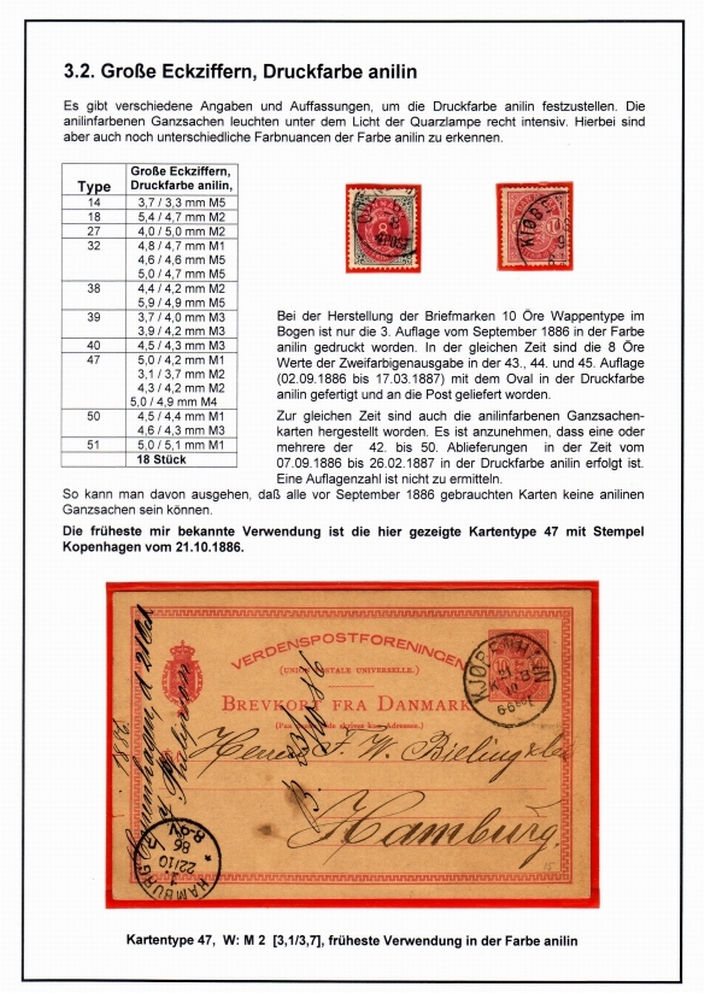 3.2. Große Eckziffern, Druckfarbe anilin
Es gibt verschiedene Angaben und Auffassungen, um die Druckfarbe anilin festzustellen. Die
anilinfarbenen Ganzsachen leuchten unter dem Licht der Quarzlampe recht intensiv. Hierbei sind
aber auch noch unterschiedliche Farbnuancen der Farbe anilin zu erkennen.
Type Große Eckziffern, Druckfarbe anilin,
14 3,7 / 3,3 mm M5
18 5,4 / 4,7 mm M2
27 4,0 / 5,0 mm M2
32 4,8 / 4,7 mm M1
4,6 / 4,6 mm M5
5,0 / 4,7 mm M5
38 4,4 / 4,2 mm M2
5,9 / 4,9 mm M5
39 3,7 / 4,0 mm M3
3,9 / 4,2 mm M3
40 4,5 / 4,3 mm M3
47 5,0 / 4,2 mm M1
3,1 / 3,7 mm M2
4,3 / 4,2 mm M2
5,0 / 4,9 mm M4
50 4,5 / 4,4 mm M1
4,6 / 4,3 mm M3
51 5,0 / 5,1 mm M1
18 Stück
8
10
KJØBEN
Bei der Herstellung der Briefmarken 10 Öre Wappentype im
Bogen ist nur die 3. Auflage vom September 1886 in der Farbe
anilin gedruckt worden. In der gleichen Zeit sind die 8 Öre
Werte der Zweifarbigenausgabe in der 43., 44. und 45. Auflage
(02.09.1886 bis 17.03.1887) mit dem Oval in der Druckfarbe
anilin gefertigt und an die Post geliefert worden.
Zur gleichen Zeit sind auch die anilinfarbenen Ganzsachen-
karten hergestellt worden. Es ist anzunehmen, dass eine oder
mehrere der 42. bis 50. Ablieferungen in der Zeit vom
07.09.1886 bis 26.02.1887 in der Druckfarbe anilin erfolgt ist.
Eine Auflagenzahl ist nicht zu ermitteln.
So kann man davon ausgehen, daß alle vor September 1886 gebrauchten Karten keine anilinen
Ganzsachen sein können.
Die früheste mir bekannte Verwendung ist die hier gezeigte Kartentype 47 mit Stempel
Kopenhagen vom 21.10.1886.
VERDENSPOSTFORENINGEN
(UNION POSTALE UNIVERSELLE.)
BREVKORT FRA DANMARK
(Paa skrives kun Adressen.)
KJØBENHAVN
Herren F. W. Bieling
Hamburg.
HAMBURG
22/10
86
8-9V
Kartentype 47, W: M 2 [3,1/3,7], früheste Verwendung in der Farbe anilin